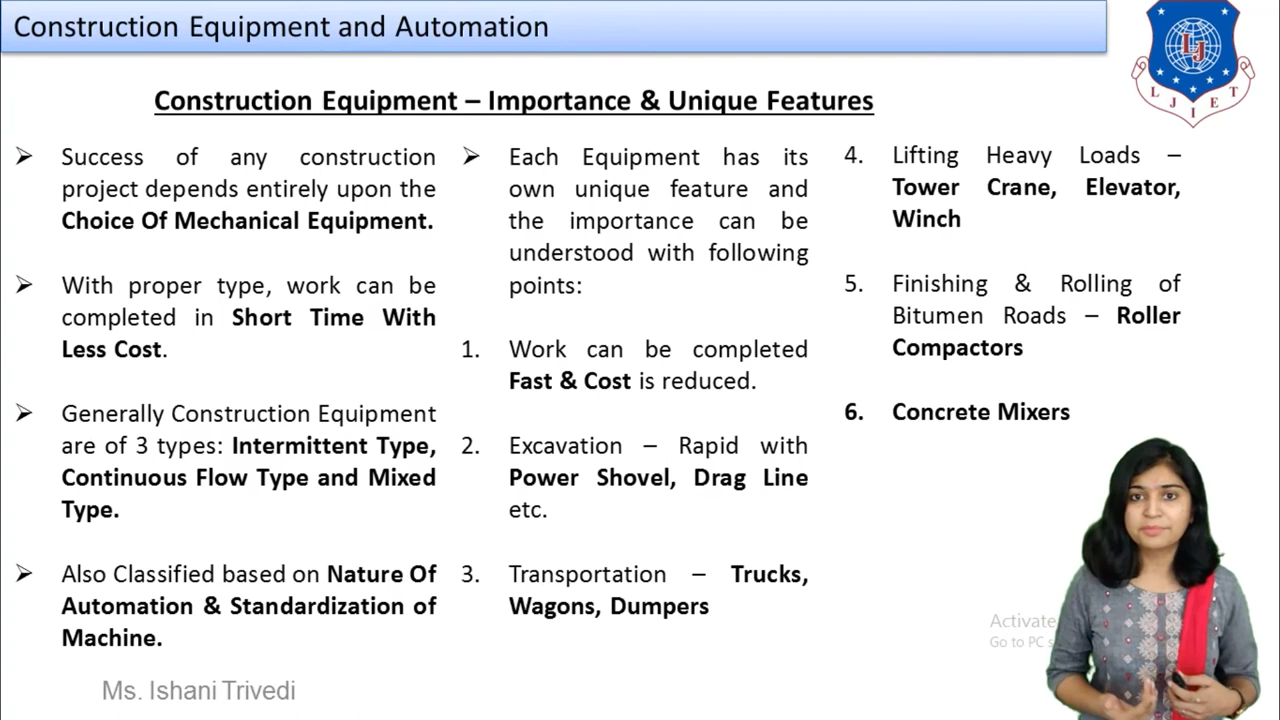 Construction Equipment and Automation
Construction Equipment – Importance & Unique Features
➢ Success of any construction
project depends entirely upon the
Choice Of Mechanical Equipment.
➢ With proper type, work can be
completed in Short Time With
Less Cost.
➢ Generally Construction Equipment
are of 3 types: Intermittent Type,
Continuous Flow Type and Mixed
Type.
➢ Also Classified based on Nature Of
Automation & Standardization of
Machine.
➢ Each Equipment has its
own unique feature and
the importance can be
understood with following
points:
1. Work can be completed
Fast & Cost is reduced.
2. Excavation – Rapid with
Power Shovel, Drag Line
etc.
3. Transportation – Trucks,
Wagons, Dumpers
4. Lifting Heavy Loads –
Tower Crane, Elevator,
Winch
5. Finishing & Rolling of
Bitumen Roads – Roller
Compactors
6. Concrete Mixers
LJ
LJIET
Activate
Go to PC
Ms. Ishani Trivedi